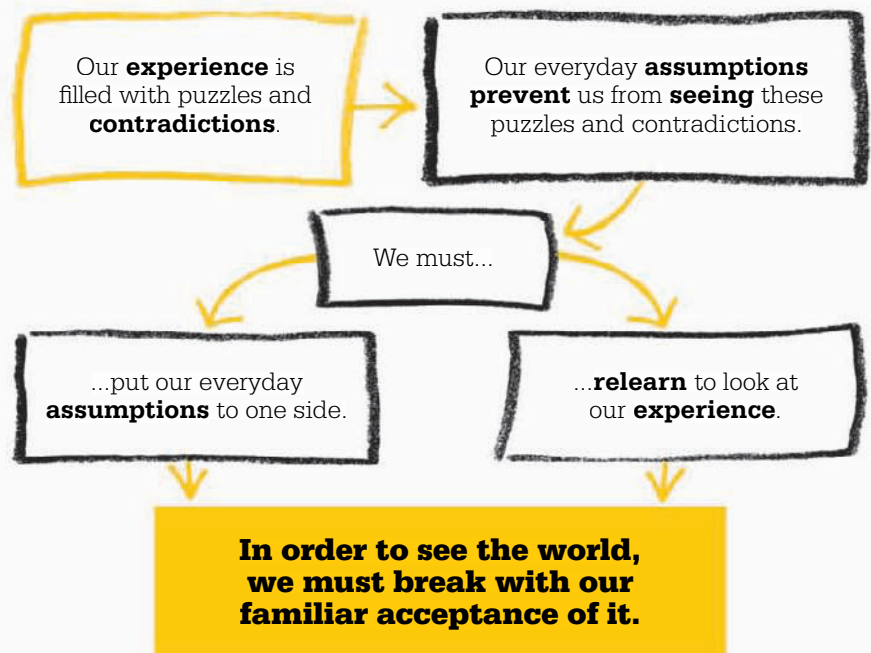 Our experience is
filled with puzzles and
contradictions.
Our everyday assumptions
prevent us from seeing these
puzzles and contradictions.
We must...
...put our everyday
assumptions to one side.
...relearn to look at
our experience.
In order to see the world,
we must break with our
familiar acceptance of it.